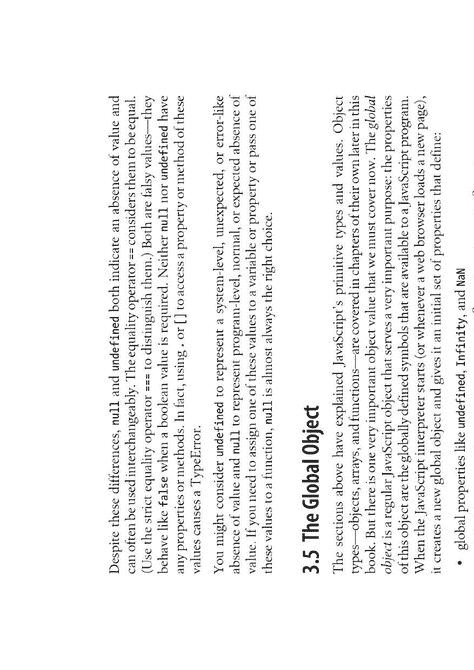 Despite these differences, null and undefined both indicate an absence of value and
can often be used interchangeably. The equality operator == considers them to be equal.
(Use the strict equality operator === to distinguish them.) Both are falsy values—they
behave like false when a boolean value is required. Neither null nor undefined have
any properties or methods. In fact, using . or [] to access a property or method of these
values causes a TypeError.
You might consider undefined to represent a system-level, unexpected, or error-like
absence of value and null to represent program-level, normal, or expected absence of
value. If you need to assign one of these values to a variable or property or pass one of
these values to a function, null is almost always the right choice.
3.5 The Global Object
The sections above have explained JavaScript's primitive types and values. Object
types—objects, arrays, and functions—are covered in chapters of their own later in this
book. But there is one very important object value that we must cover now. The global
object is a regular JavaScript object that serves a very important purpose: the properties
of this object are the globally defined symbols that are available to a JavaScript program.
When the JavaScript interpreter starts (or whenever a web browser loads a new page),
it creates a new global object and gives it an initial set of properties that define:
• global properties like undefined, Infinity, and NaN